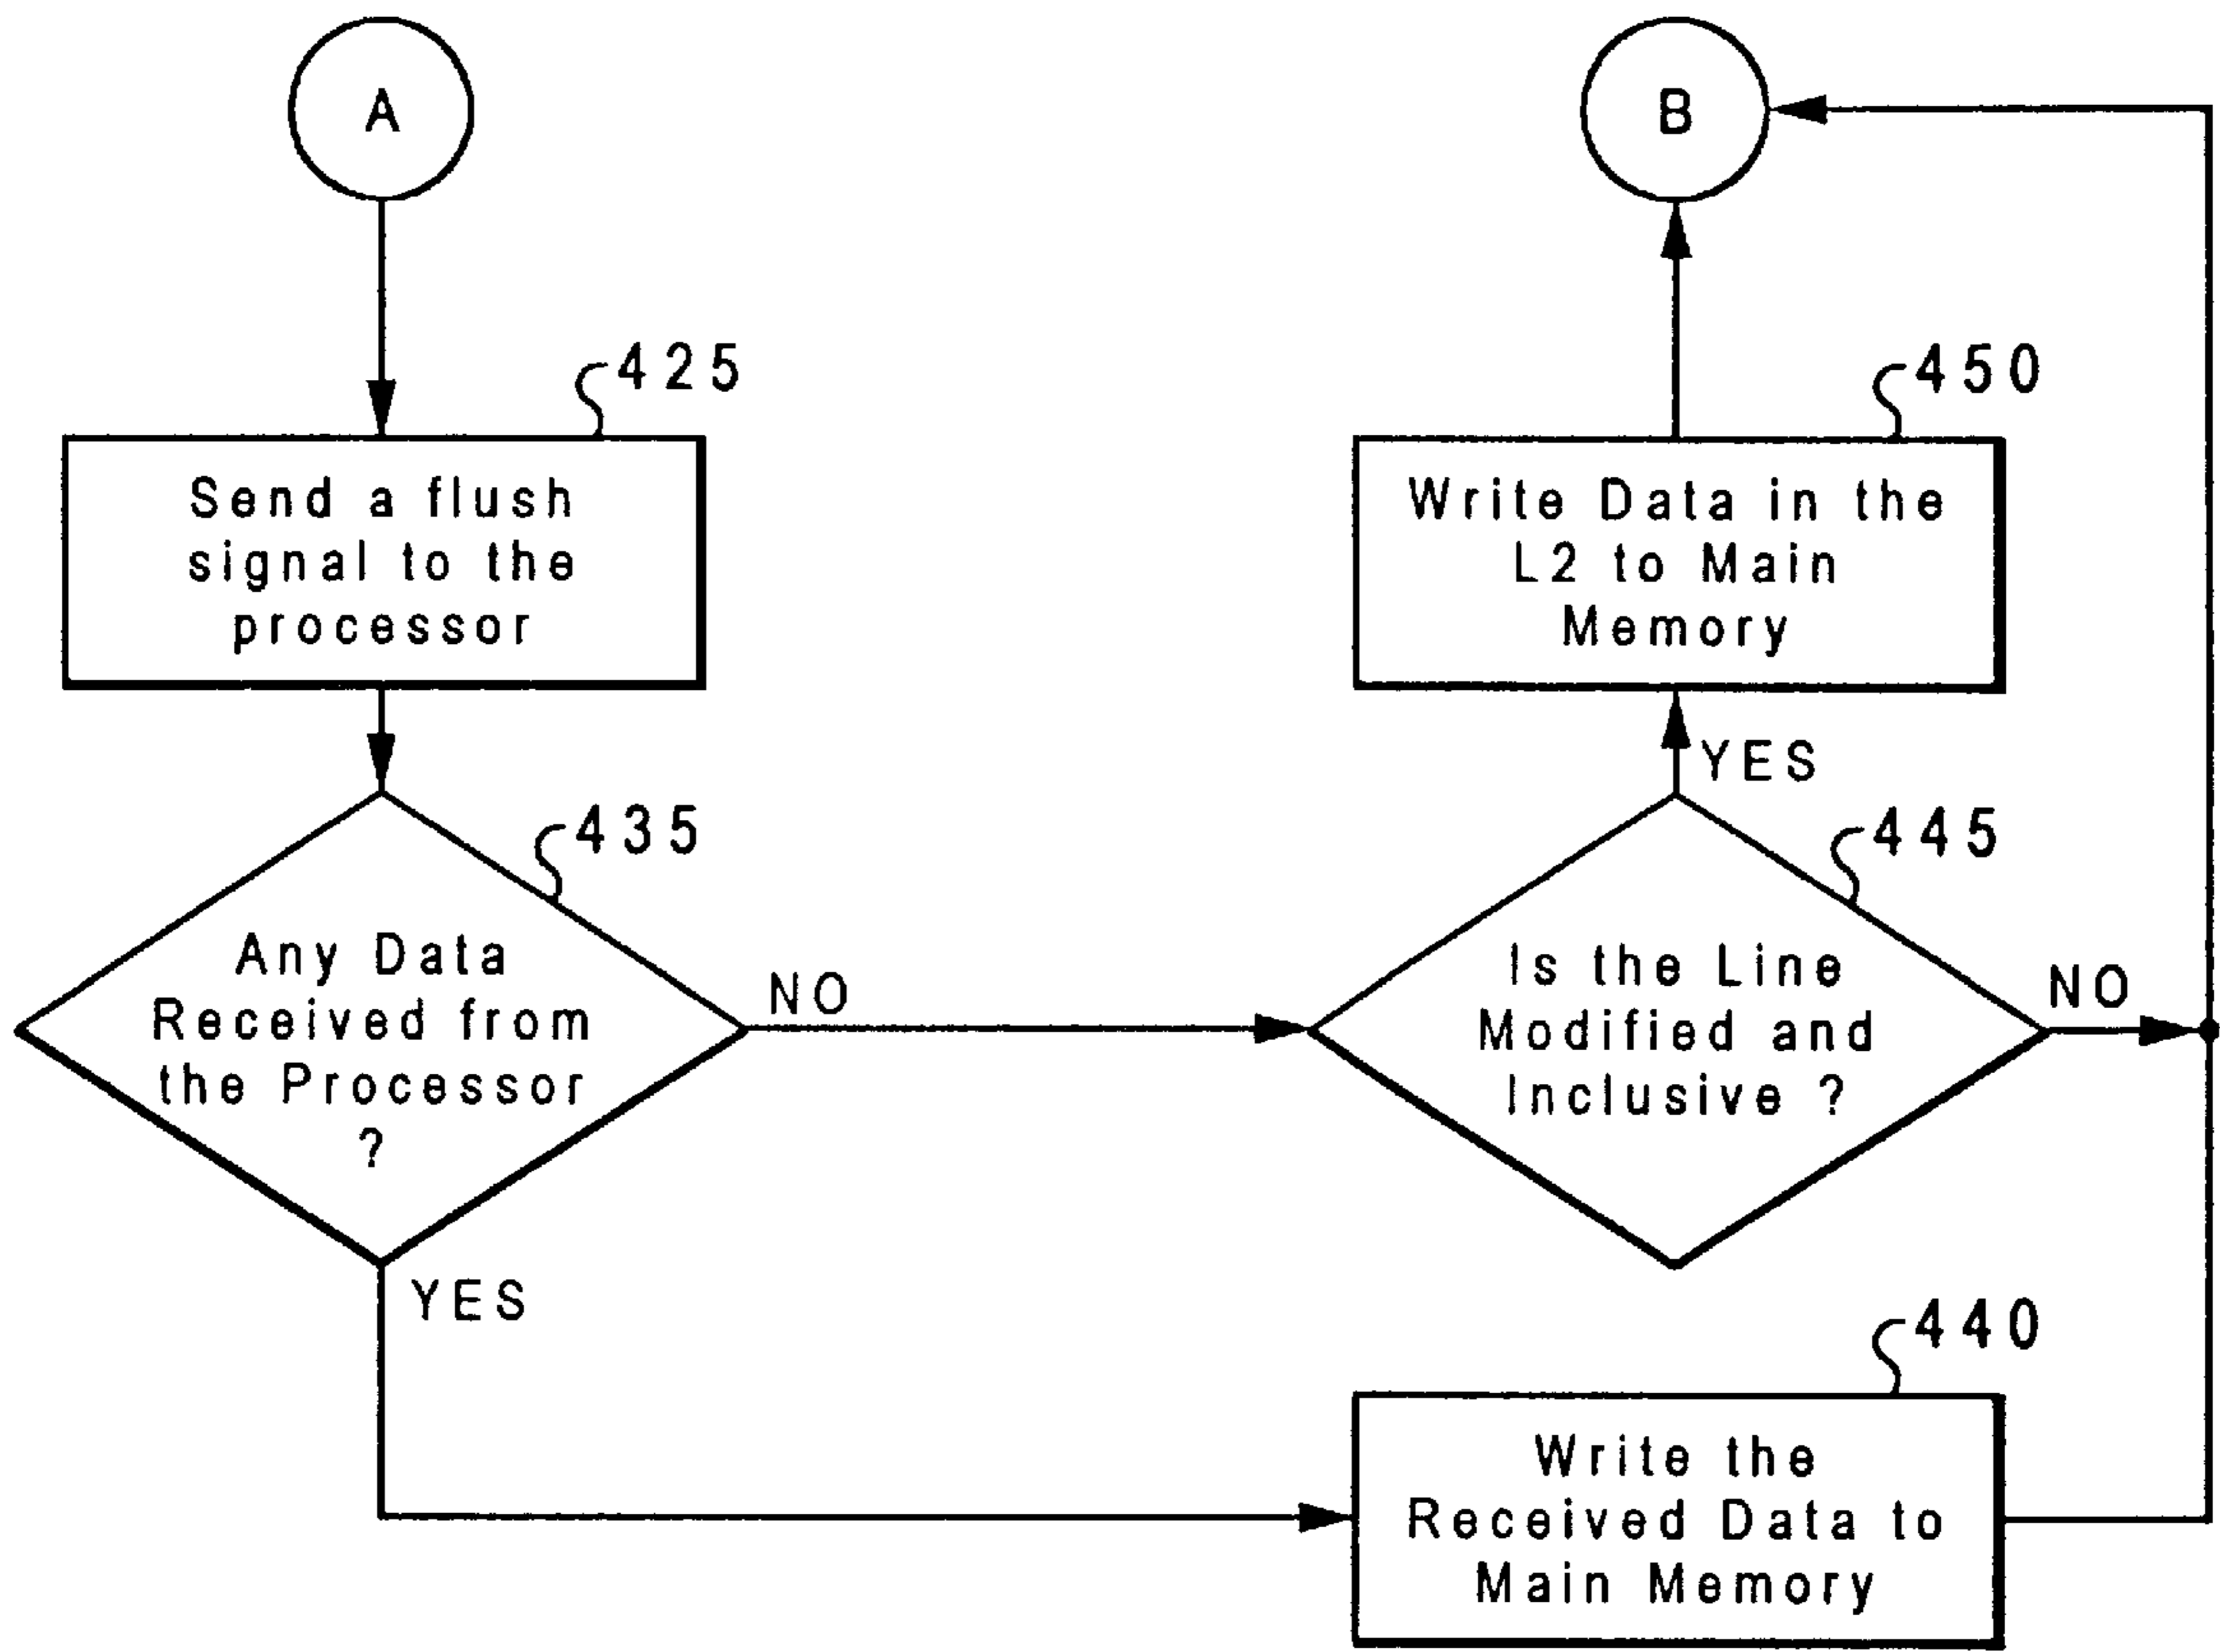 A
B
425
Send a flush
signal to the
processor
450
Write Data in the
L2 to Main
Memory
YES
435
Any Data
Received from
the Processor
?
NO
445
Is the Line
Modified and
Inclusive ?
NO
YES
440
Write the
Received Data to
Main Memory